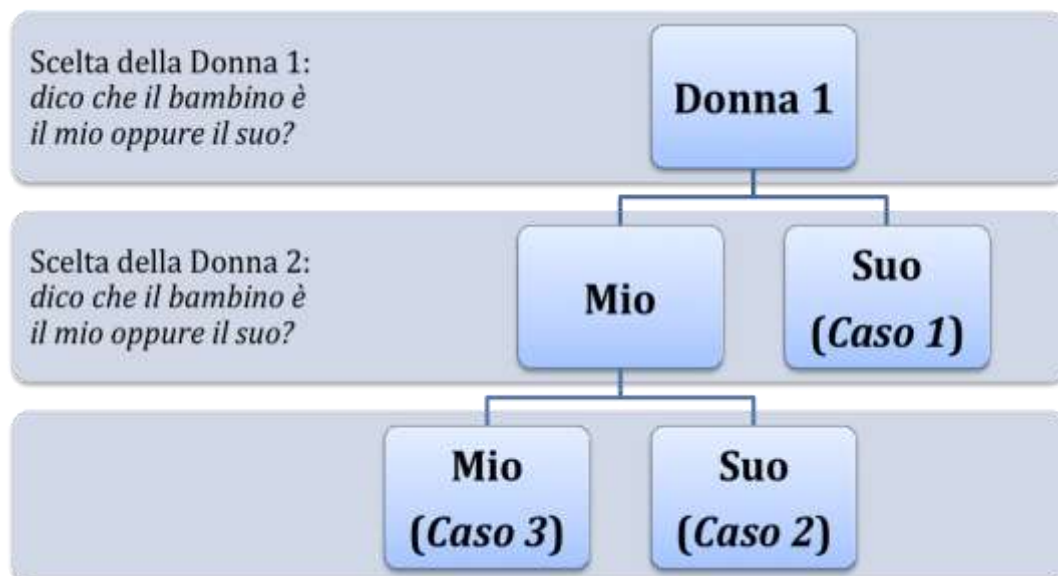 Scelta della Donna 1:
dico che il bambino è
il mio oppure il suo?
Donna 1
Scelta della Donna 2:
dico che il bambino è
il mio oppure il suo?
Mio
Suo
(Caso 1)
Mio
(Caso 3)
Suo
(Caso 2)